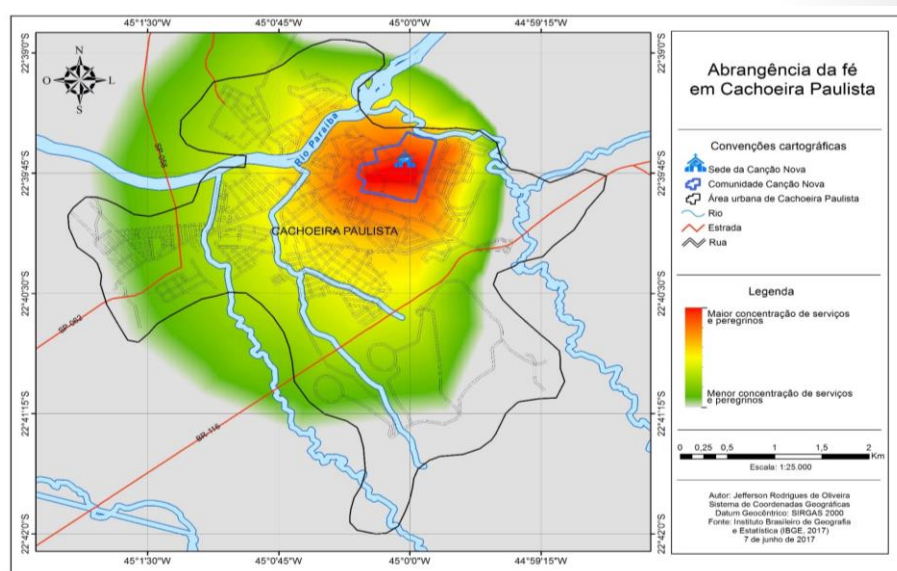 45°1'30"W 45°0'45"W 45°0'0"W 44°59'15"W
22°39'0"S
22°39'45"S
22°40'30"S
22°41'15"S
22°42'0"S
N
O L
S
Rio Paraíba
CACHOEIRA PAULISTA
SP-062
BR-116
22°39'0"S
22°39'45"S
22°40'30"S
22°41'15"S
22°42'0"S
45°1'30"W 45°0'45"W 45°0'0"W 44°59'15"W
Abrangência da fé
em Cachoeira Paulista
Convenções cartográficas
Sede da Canção Nova
Comunidade Canção Nova
Área urbana de Cachoeira Paulista
Rio
Estrada
Rua
Legenda
Maior concentração de serviços
e peregrinos
Menor concentração de serviços
e peregrinos
0 0,25 0,5 1 1,5 2
Km
Escala: 1:25.000
Autor: Jefferson Rodrigues de Oliveira
Sistema de Coordenadas Geográficas
Datum Geocêntrico: SIRGAS 2000
Fonte: Instituto Brasileiro de Geografia
e Estatística (IBGE, 2017)
7 de junho de 2017